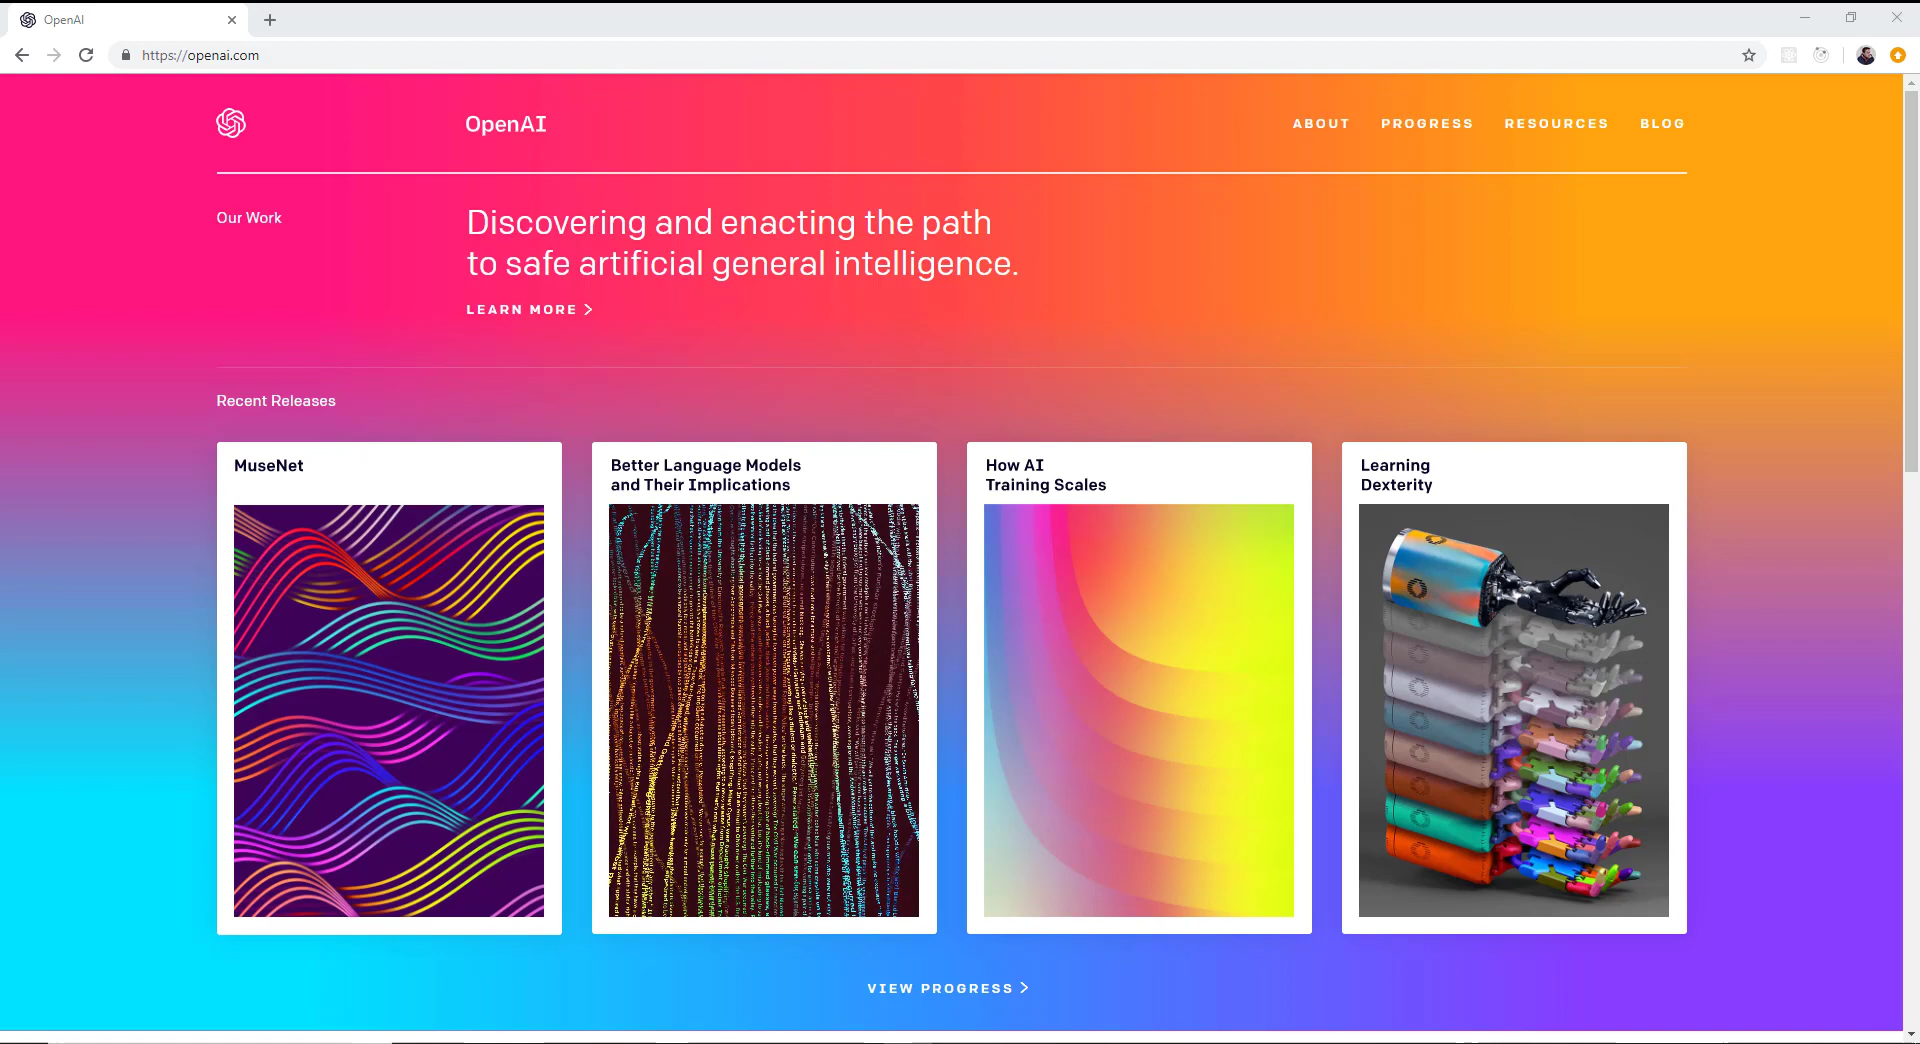 OpenAI
https://openai.com
OpenAI
ABOUT PROGRESS RESOURCES BLOG
Our Work
Discovering and enacting the path
to safe artificial general intelligence.
LEARN MORE >
Recent Releases
MuseNet
Better Language Models
and Their Implications
How AI
Training Scales
Learning
Dexterity
VIEW PROGRESS >